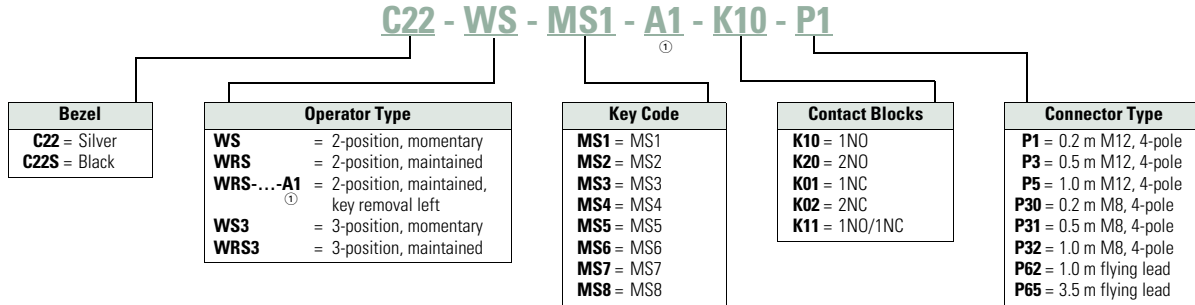 C22 - WS - MS1 - A1 - K10 - P1
①
Bezel
C22 = Silver
C22S = Black
Operator Type
WS = 2-position, momentary
WRS = 2-position, maintained
WRS-...-A1 = 2-position, maintained,
① key removal left
WS3 = 3-position, momentary
WRS3 = 3-position, maintained
Key Code
MS1 = MS1
MS2 = MS2
MS3 = MS3
MS4 = MS4
MS5 = MS5
MS6 = MS6
MS7 = MS7
MS8 = MS8
Contact Blocks
K10 = 1NO
K20 = 2NO
K01 = 1NC
K02 = 2NC
K11 = 1NO/1NC
Connector Type
P1 = 0.2 m M12, 4-pole
P3 = 0.5 m M12, 4-pole
P5 = 1.0 m M12, 4-pole
P30 = 0.2 m M8, 4-pole
P31 = 0.5 m M8, 4-pole
P32 = 1.0 m M8, 4-pole
P62 = 1.0 m flying lead
P65 = 3.5 m flying lead